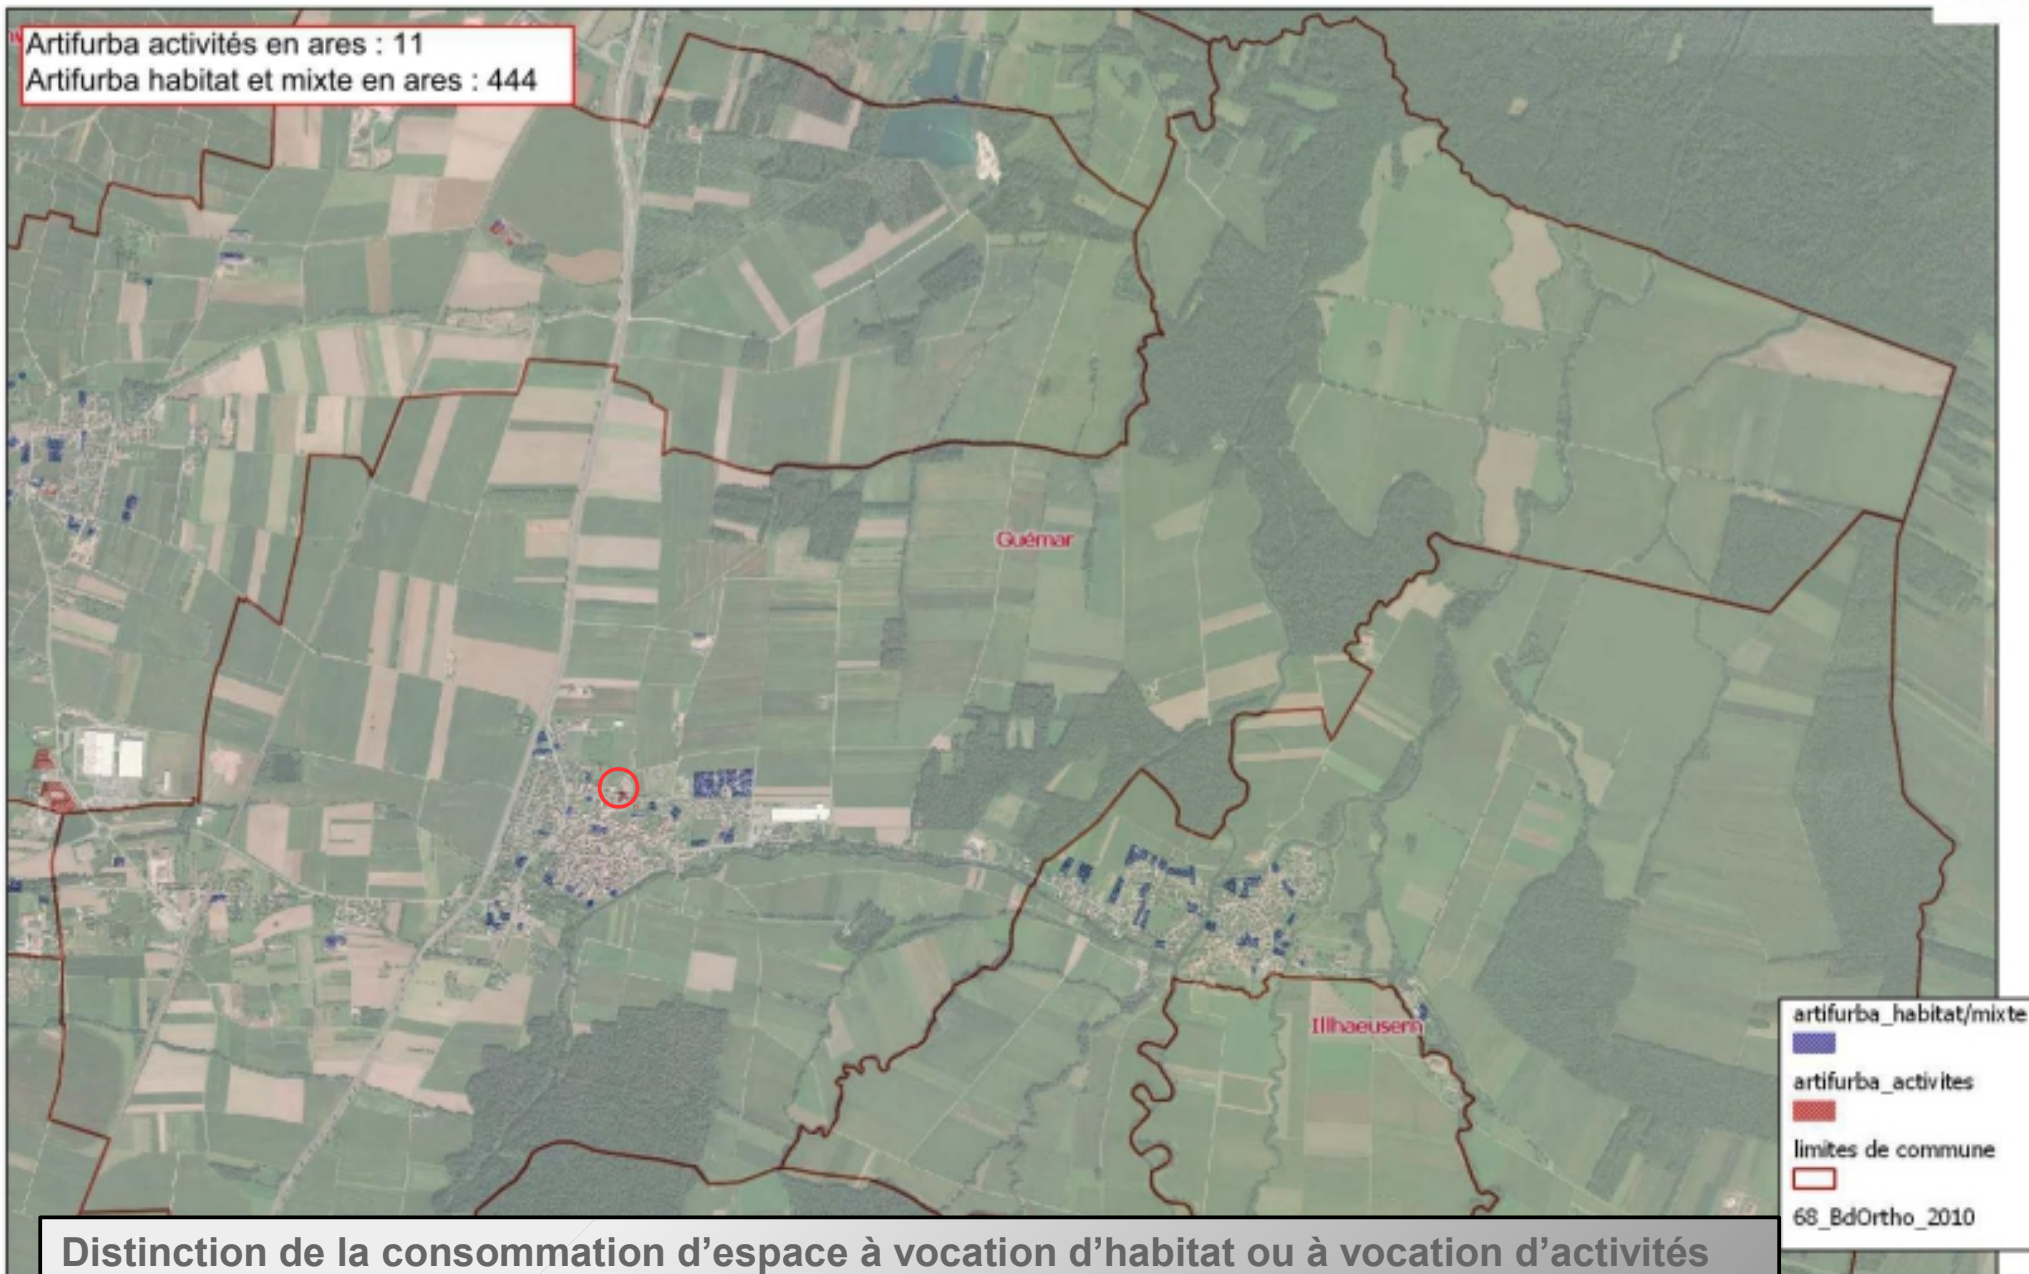 Artifurba activités en ares : 11
Artifurba habitat et mixte en ares : 444
Guémar
Illhaeusern
artifurba_habitat/mixte
artifurba_activites
limites de commune
68_BdOrtho_2010
Distinction de la consommation d’espace à vocation d’habitat ou à vocation d’activités